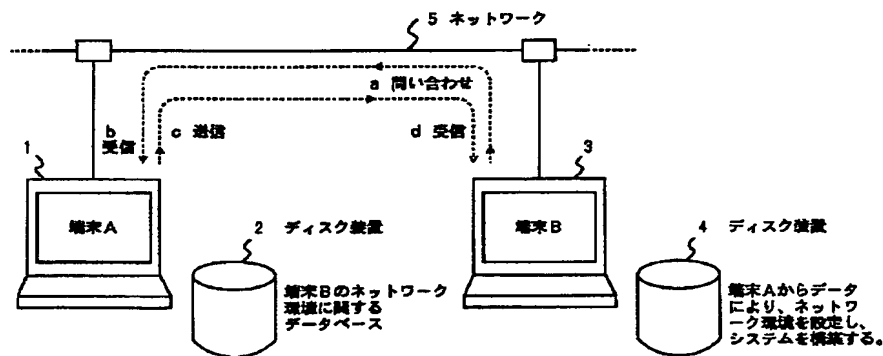 5 ネットワーク
a 問い合わせ
b
受信
c 送信
d 受信
1
3
端末A
端末B
2 ディスク装置
4 ディスク装置
端末Bのネットワーク
環境に関する
データベース
端末Aからデータ
により、ネットワ
ーク環境を設定し、
システムを構築する。